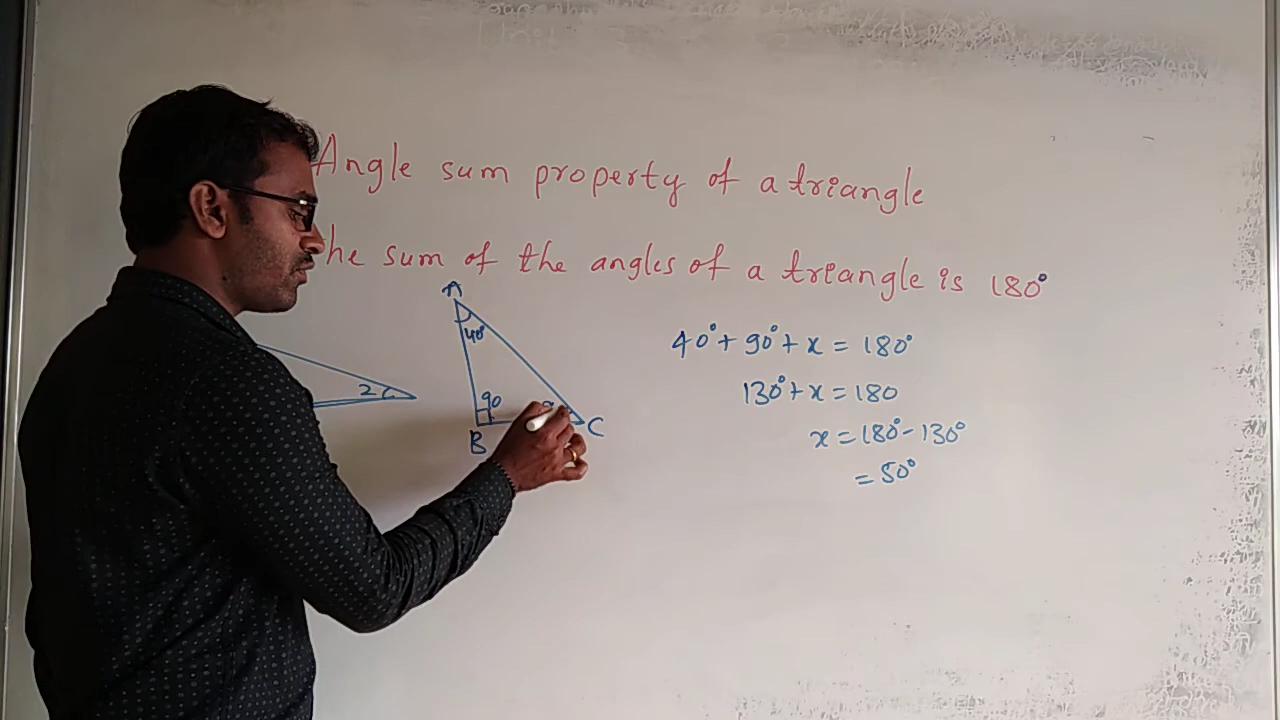 Angle sum property of a triangle
The sum of the angles of a triangle is 180°
A
40°
90
B
C
2
40° + 90° + x = 180°
130° + x = 180
x = 180° - 130°
= 50°